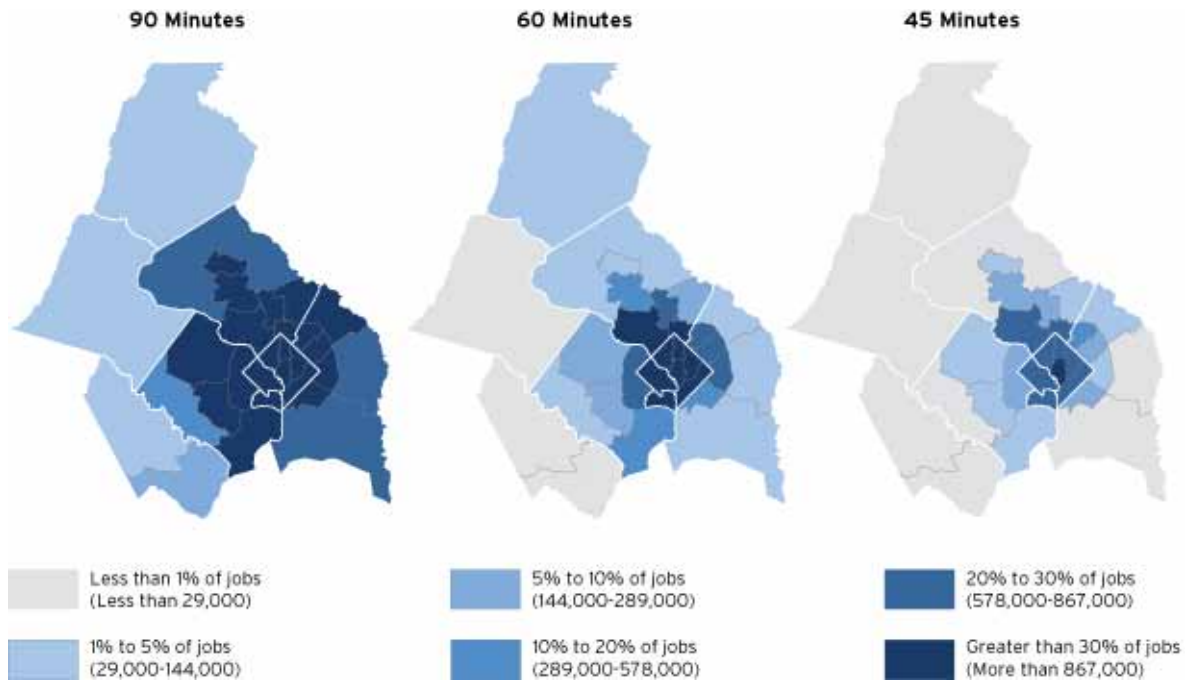 90 Minutes
60 Minutes
45 Minutes
Less than 1% of jobs
(Less than 29,000)
5% to 10% of jobs
(144,000-289,000)
20% to 30% of jobs
(578,000-867,000)
1% to 5% of jobs
(29,000-144,000)
10% to 20% of jobs
(289,000-578,000)
Greater than 30% of jobs
(More than 867,000)